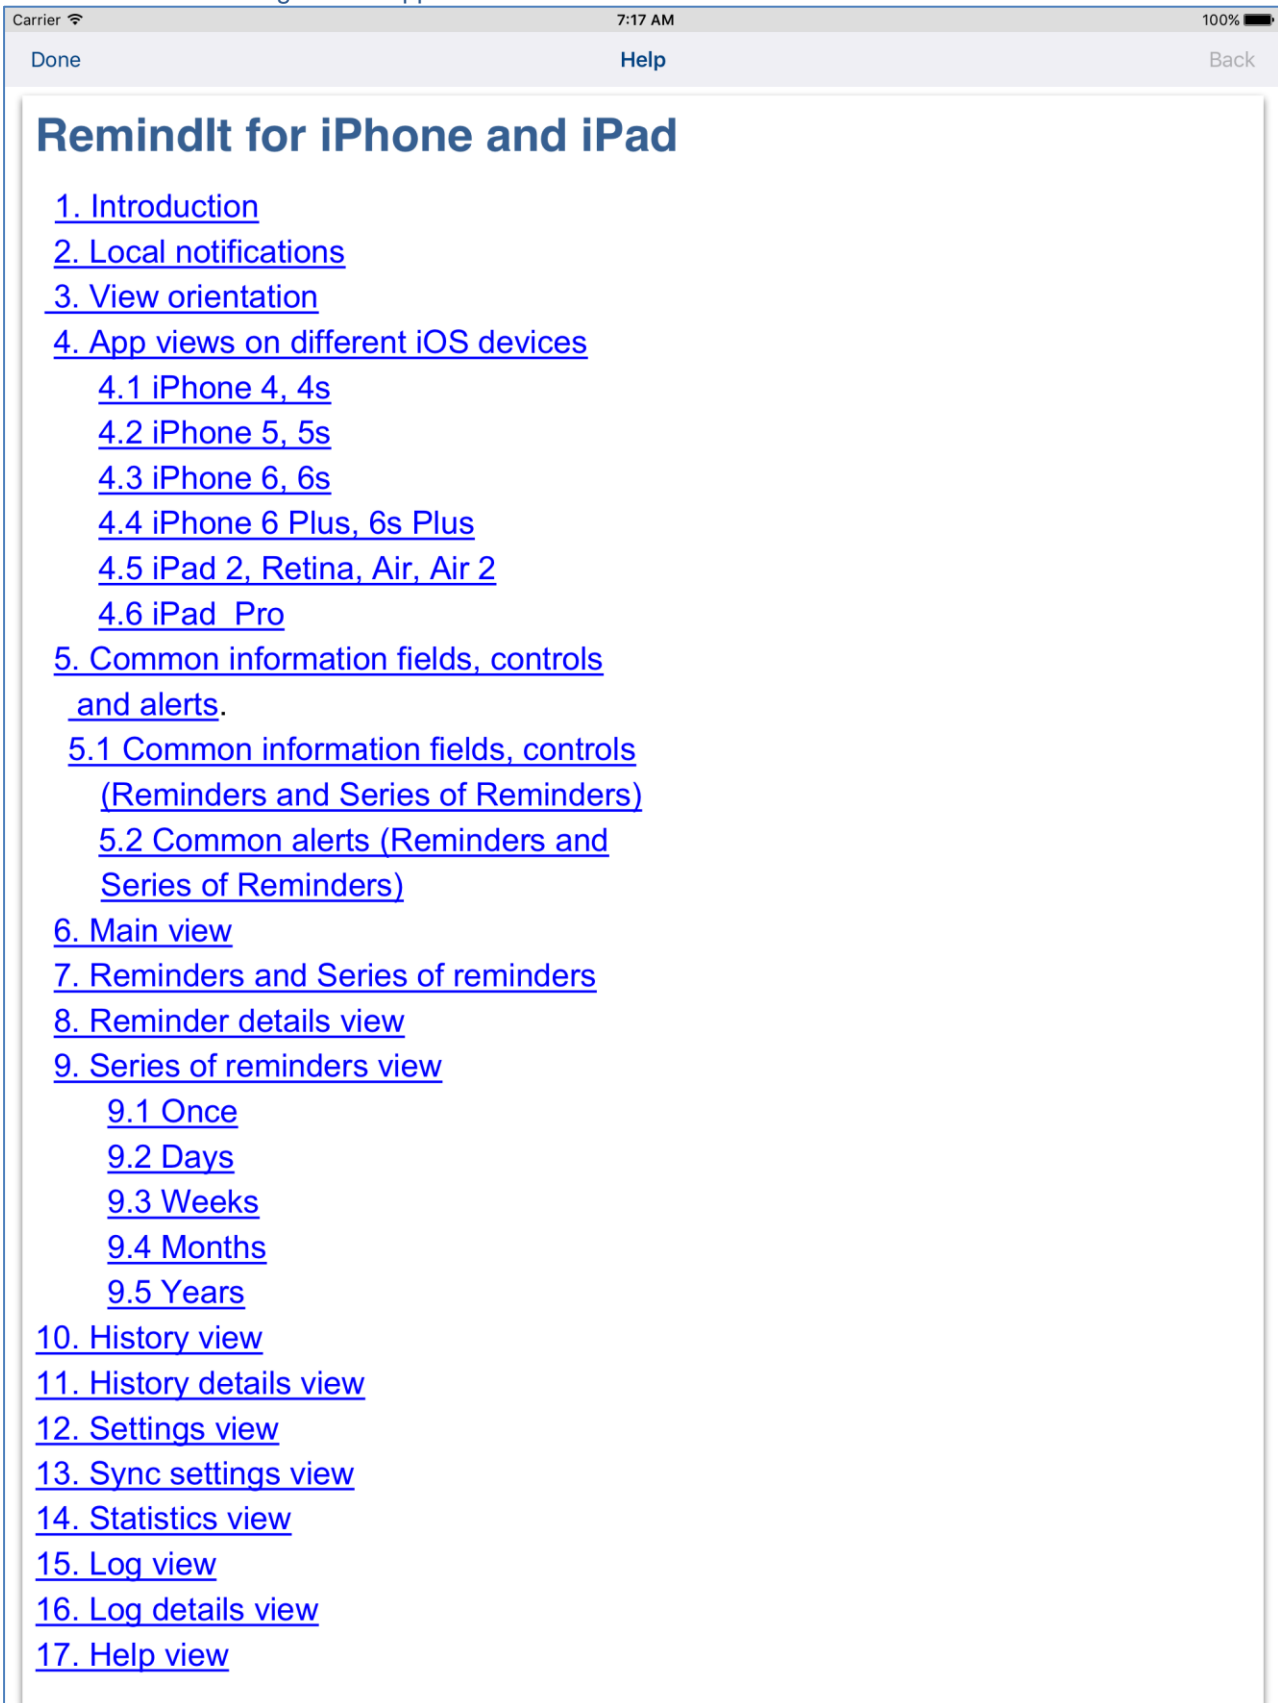 Carrier 7:17 AM 100%
Done Help Back
RemindIt for iPhone and iPad
1. Introduction
2. Local notifications
3. View orientation
4. App views on different iOS devices
4.1 iPhone 4, 4s
4.2 iPhone 5, 5s
4.3 iPhone 6, 6s
4.4 iPhone 6 Plus, 6s Plus
4.5 iPad 2, Retina, Air, Air 2
4.6 iPad  Pro
5. Common information fields, controls
and alerts.
5.1 Common information fields, controls
(Reminders and Series of Reminders)
5.2 Common alerts (Reminders and
Series of Reminders)
6. Main view
7. Reminders and Series of reminders
8. Reminder details view
9. Series of reminders view
9.1 Once
9.2 Days
9.3 Weeks
9.4 Months
9.5 Years
10. History view
11. History details view
12. Settings view
13. Sync settings view
14. Statistics view
15. Log view
16. Log details view
17. Help view